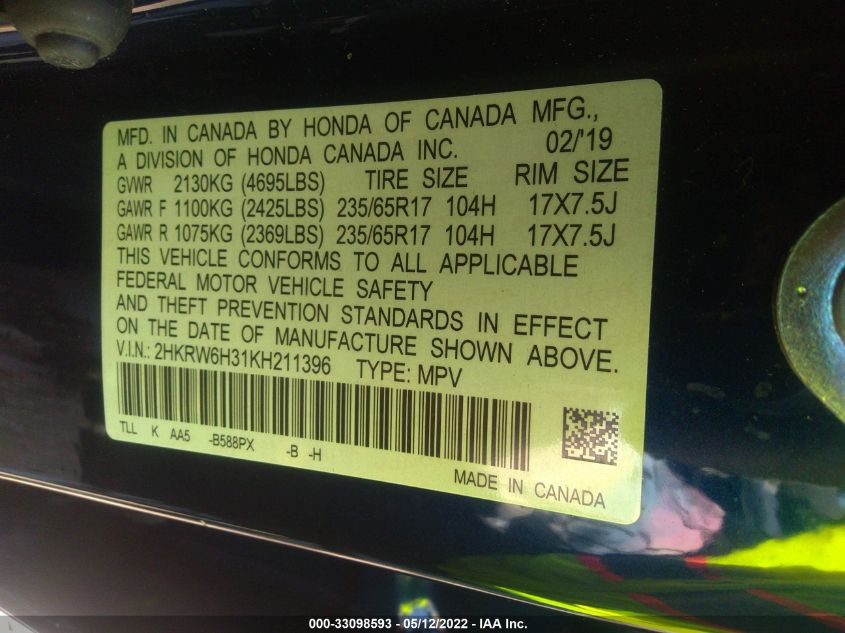 MFD. IN CANADA BY HONDA OF CANADA MFG.,
A DIVISION OF HONDA CANADA INC. 02/'19
GVWR 2130KG (4695LBS) TIRE SIZE RIM SIZE
GAWR F 1100KG (2425LBS) 235/65R17 104H 17X7.5J
GAWR R 1075KG (2369LBS) 235/65R17 104H 17X7.5J
THIS VEHICLE CONFORMS TO ALL APPLICABLE
FEDERAL MOTOR VEHICLE SAFETY
AND THEFT PREVENTION STANDARDS IN EFFECT
ON THE DATE OF MANUFACTURE SHOWN ABOVE.
V.I.N.: 2HKRW6H31KH211396 TYPE: MPV
TLL K AA5 -B588PX -B -H
MADE IN CANADA
000-33098593 - 05/12/2022 - IAA Inc.